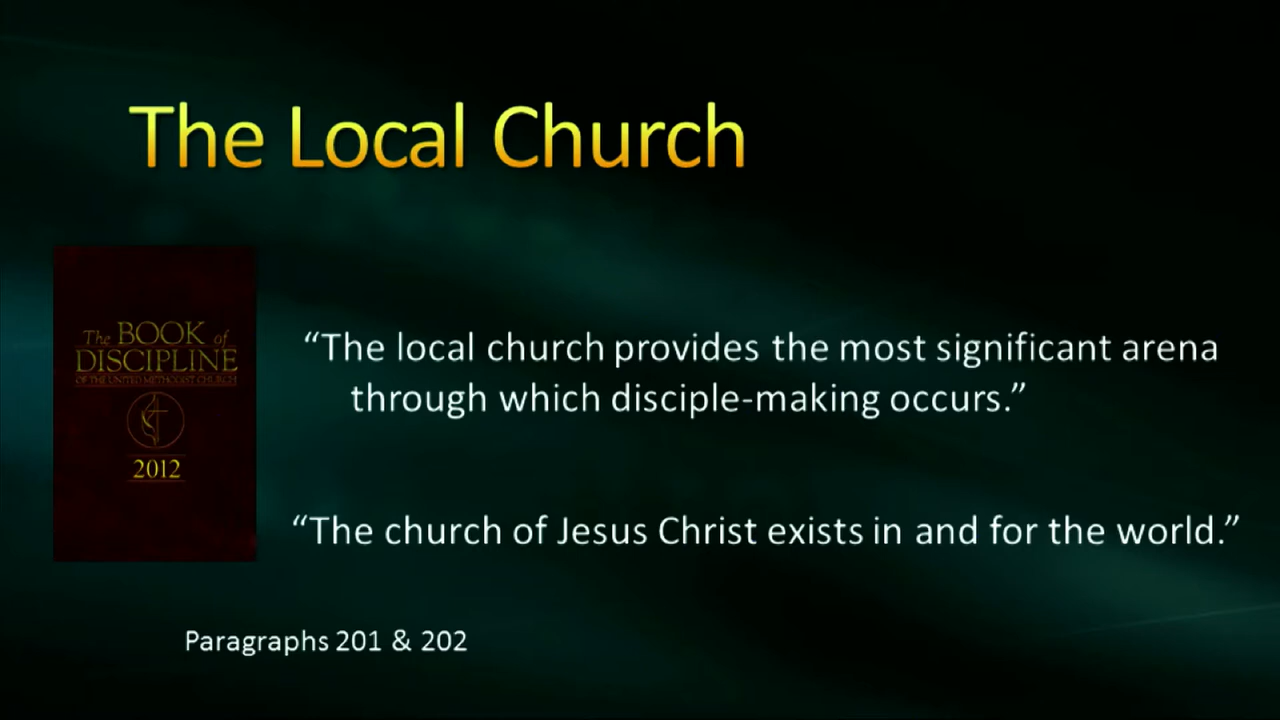 The Local Church
The BOOK of
DISCIPLINE
OF THE UNITED METHODIST CHURCH
2012
“The local church provides the most significant arena
through which disciple-making occurs.”
“The church of Jesus Christ exists in and for the world.”
Paragraphs 201 & 202